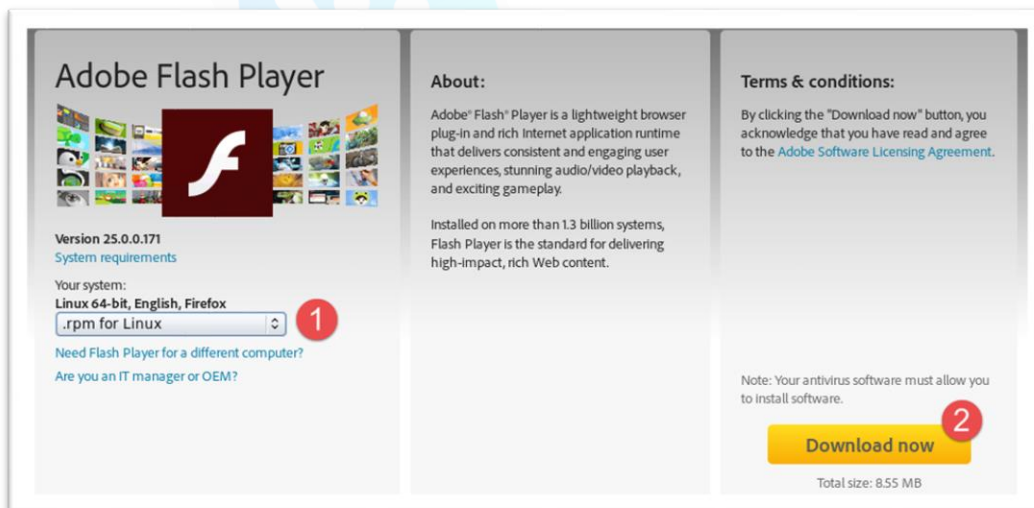 Adobe Flash Player
Version 25.0.0.171
System requirements
Your system:
Linux 64-bit, English, Firefox
.rpm for Linux
1
Need Flash Player for a different computer?
Are you an IT manager or OEM?
About:
Adobe® Flash® Player is a lightweight browser
plug-in and rich Internet application runtime
that delivers consistent and engaging user
experiences, stunning audio/video playback,
and exciting gameplay.
Installed on more than 1.3 billion systems,
Flash Player is the standard for delivering
high-impact, rich Web content.
Terms & conditions:
By clicking the "Download now" button, you
acknowledge that you have read and agree
to the Adobe Software Licensing Agreement.
Note: Your antivirus software must allow you
to install software.
2
Download now
Total size: 8.55 MB